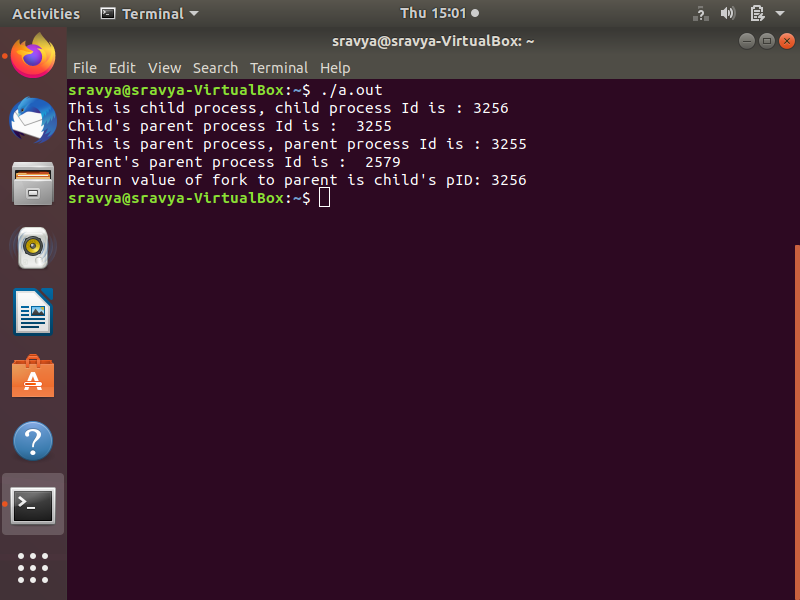 Activities Terminal Thu 15:01
sravya@sravya-VirtualBox: ~
File Edit View Search Terminal Help
sravya@sravya-VirtualBox:~$ ./a.out
This is child process, child process Id is : 3256
Child's parent process Id is :  3255
This is parent process, parent process Id is : 3255
Parent's parent process Id is :  2579
Return value of fork to parent is child's pID: 3256
sravya@sravya-VirtualBox:~$